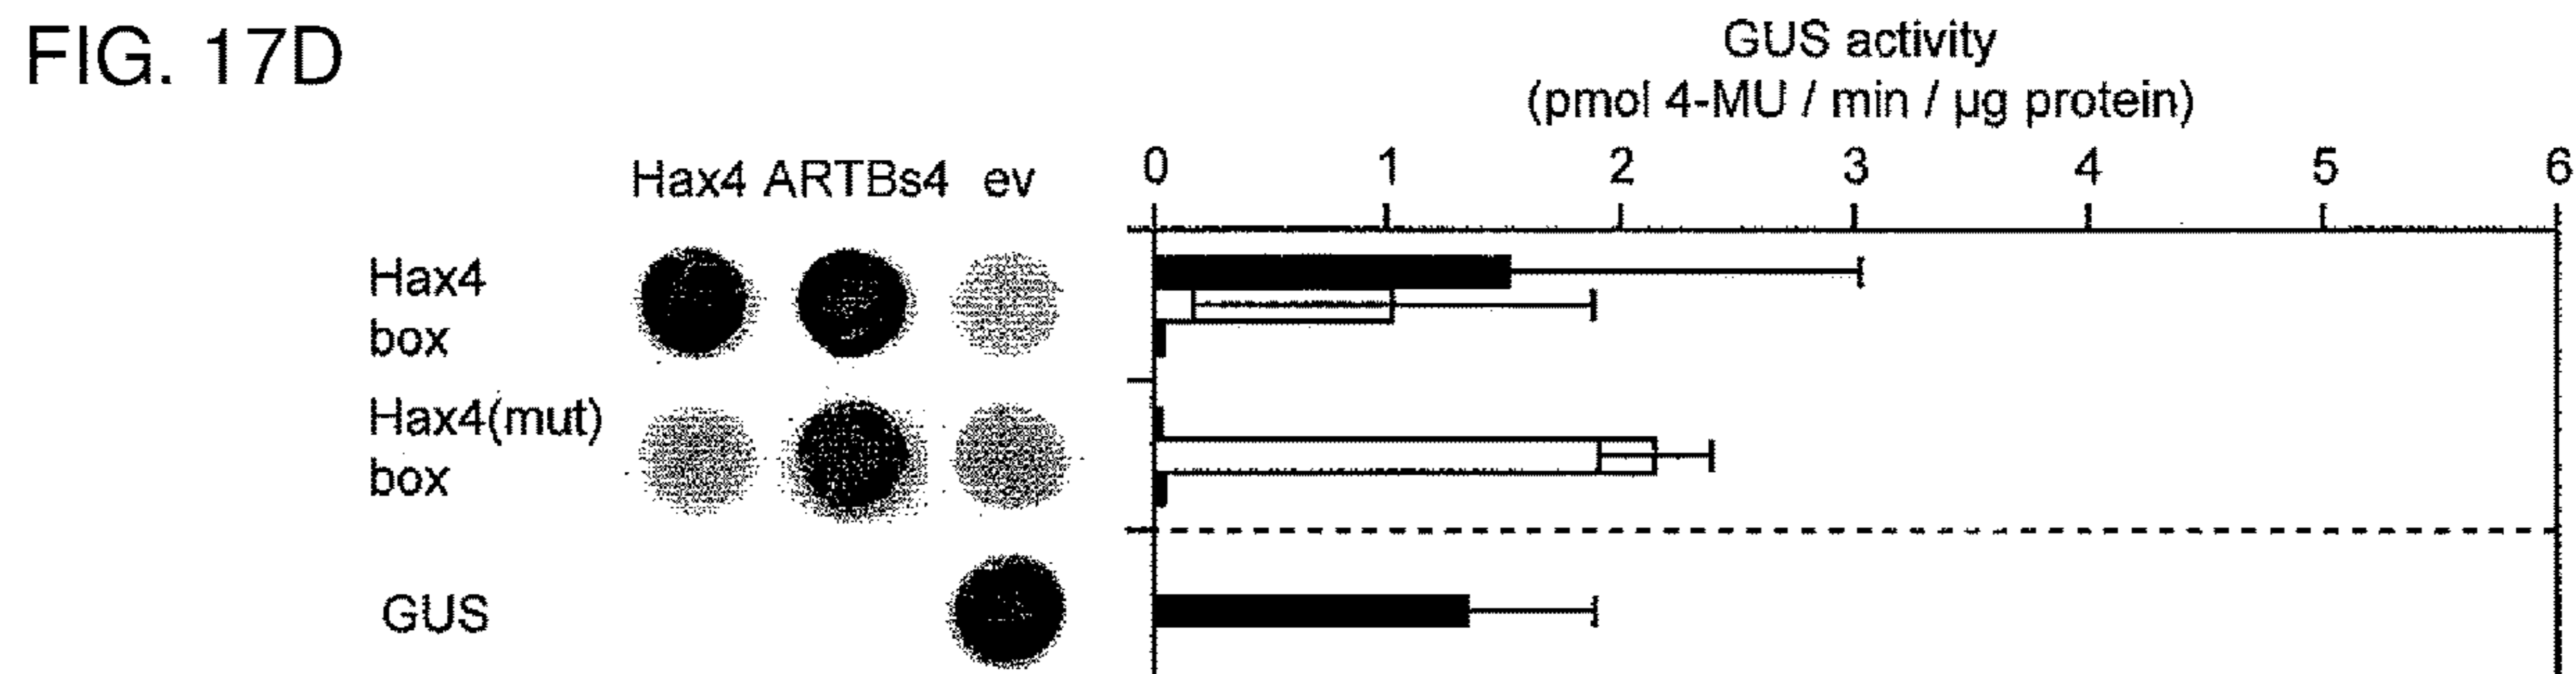 FIG. 17D
GUS activity
(pmol 4-MU / min / µg protein)
Hax4 ARTBs4 ev
0 1 2 3 4 5 6
Hax4
box
Hax4(mut)
box
GUS